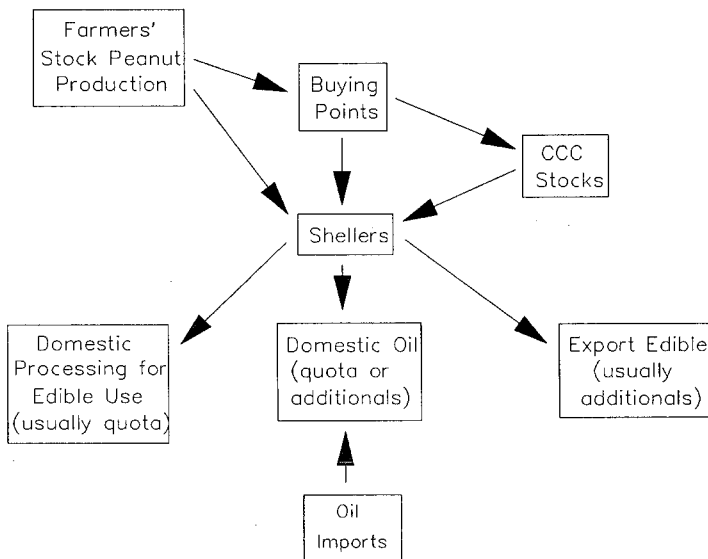 Farmers'
Stock Peanut
Production
Buying
Points
CCC
Stocks
Shellers
Domestic
Processing for
Edible Use
(usually quota)
Domestic Oil
(quota or
additionals)
Export Edible
(usually
additionals)
Oil
Imports